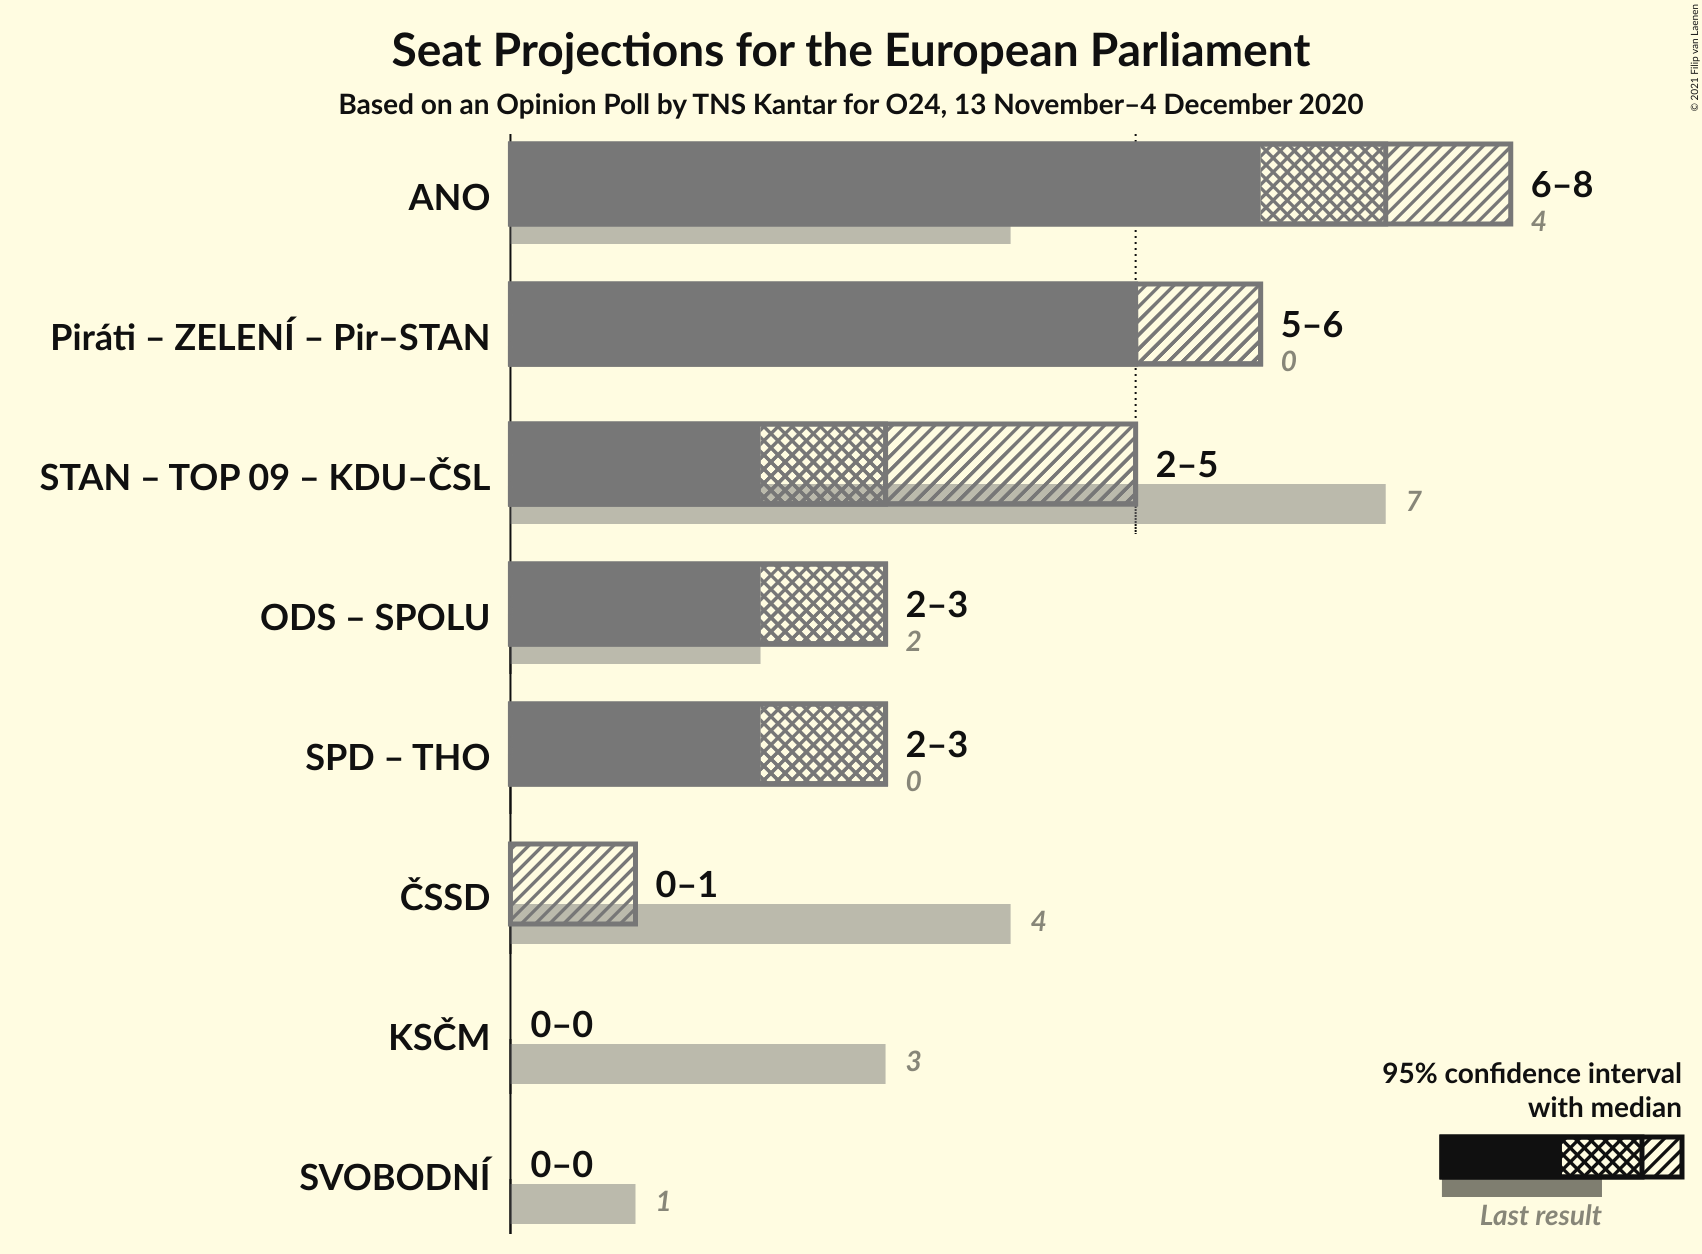 Seat Projections for the European Parliament
Based on an Opinion Poll by TNS Kantar for O24, 13 November–4 December 2020
© 2021 Filip van Laenen
ANO
6–8
4
Piráti – ZELENÍ – Pir–STAN
5–6
0
STAN – TOP 09 – KDU–ČSL
2–5
7
ODS – SPOLU
2–3
2
SPD – THO
2–3
0
ČSSD
0–1
4
KSČM
0–0
3
SVOBODNÍ
0–0
1
95% confidence interval
with median
Last result